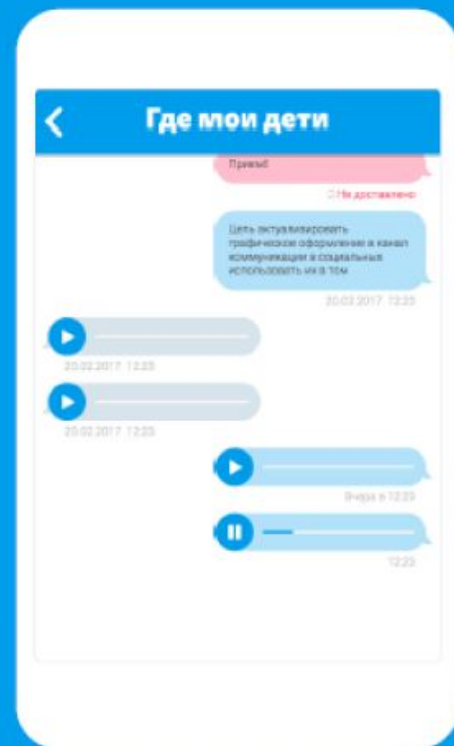 Где мои дети
Привет!
Не доставлено
Цель актуализировать
графическое оформление и канал
коммуникации в социальных
использовать их в том
20.03.2017 12:23
20.02.2017 12:23
20.02.2017 12:23
Вчера в 12:23
12:23